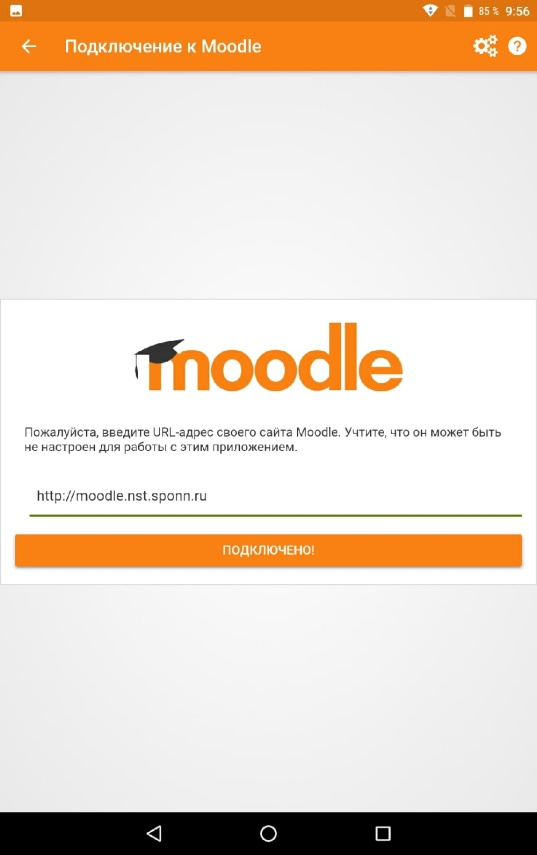 85 % 9:56
Подключение к Moodle
moodle
Пожалуйста, введите URL-адрес своего сайта Moodle. Учтите, что он может быть
не настроен для работы с этим приложением.
http://moodle.nst.sponn.ru
ПОДКЛЮЧЕНО!